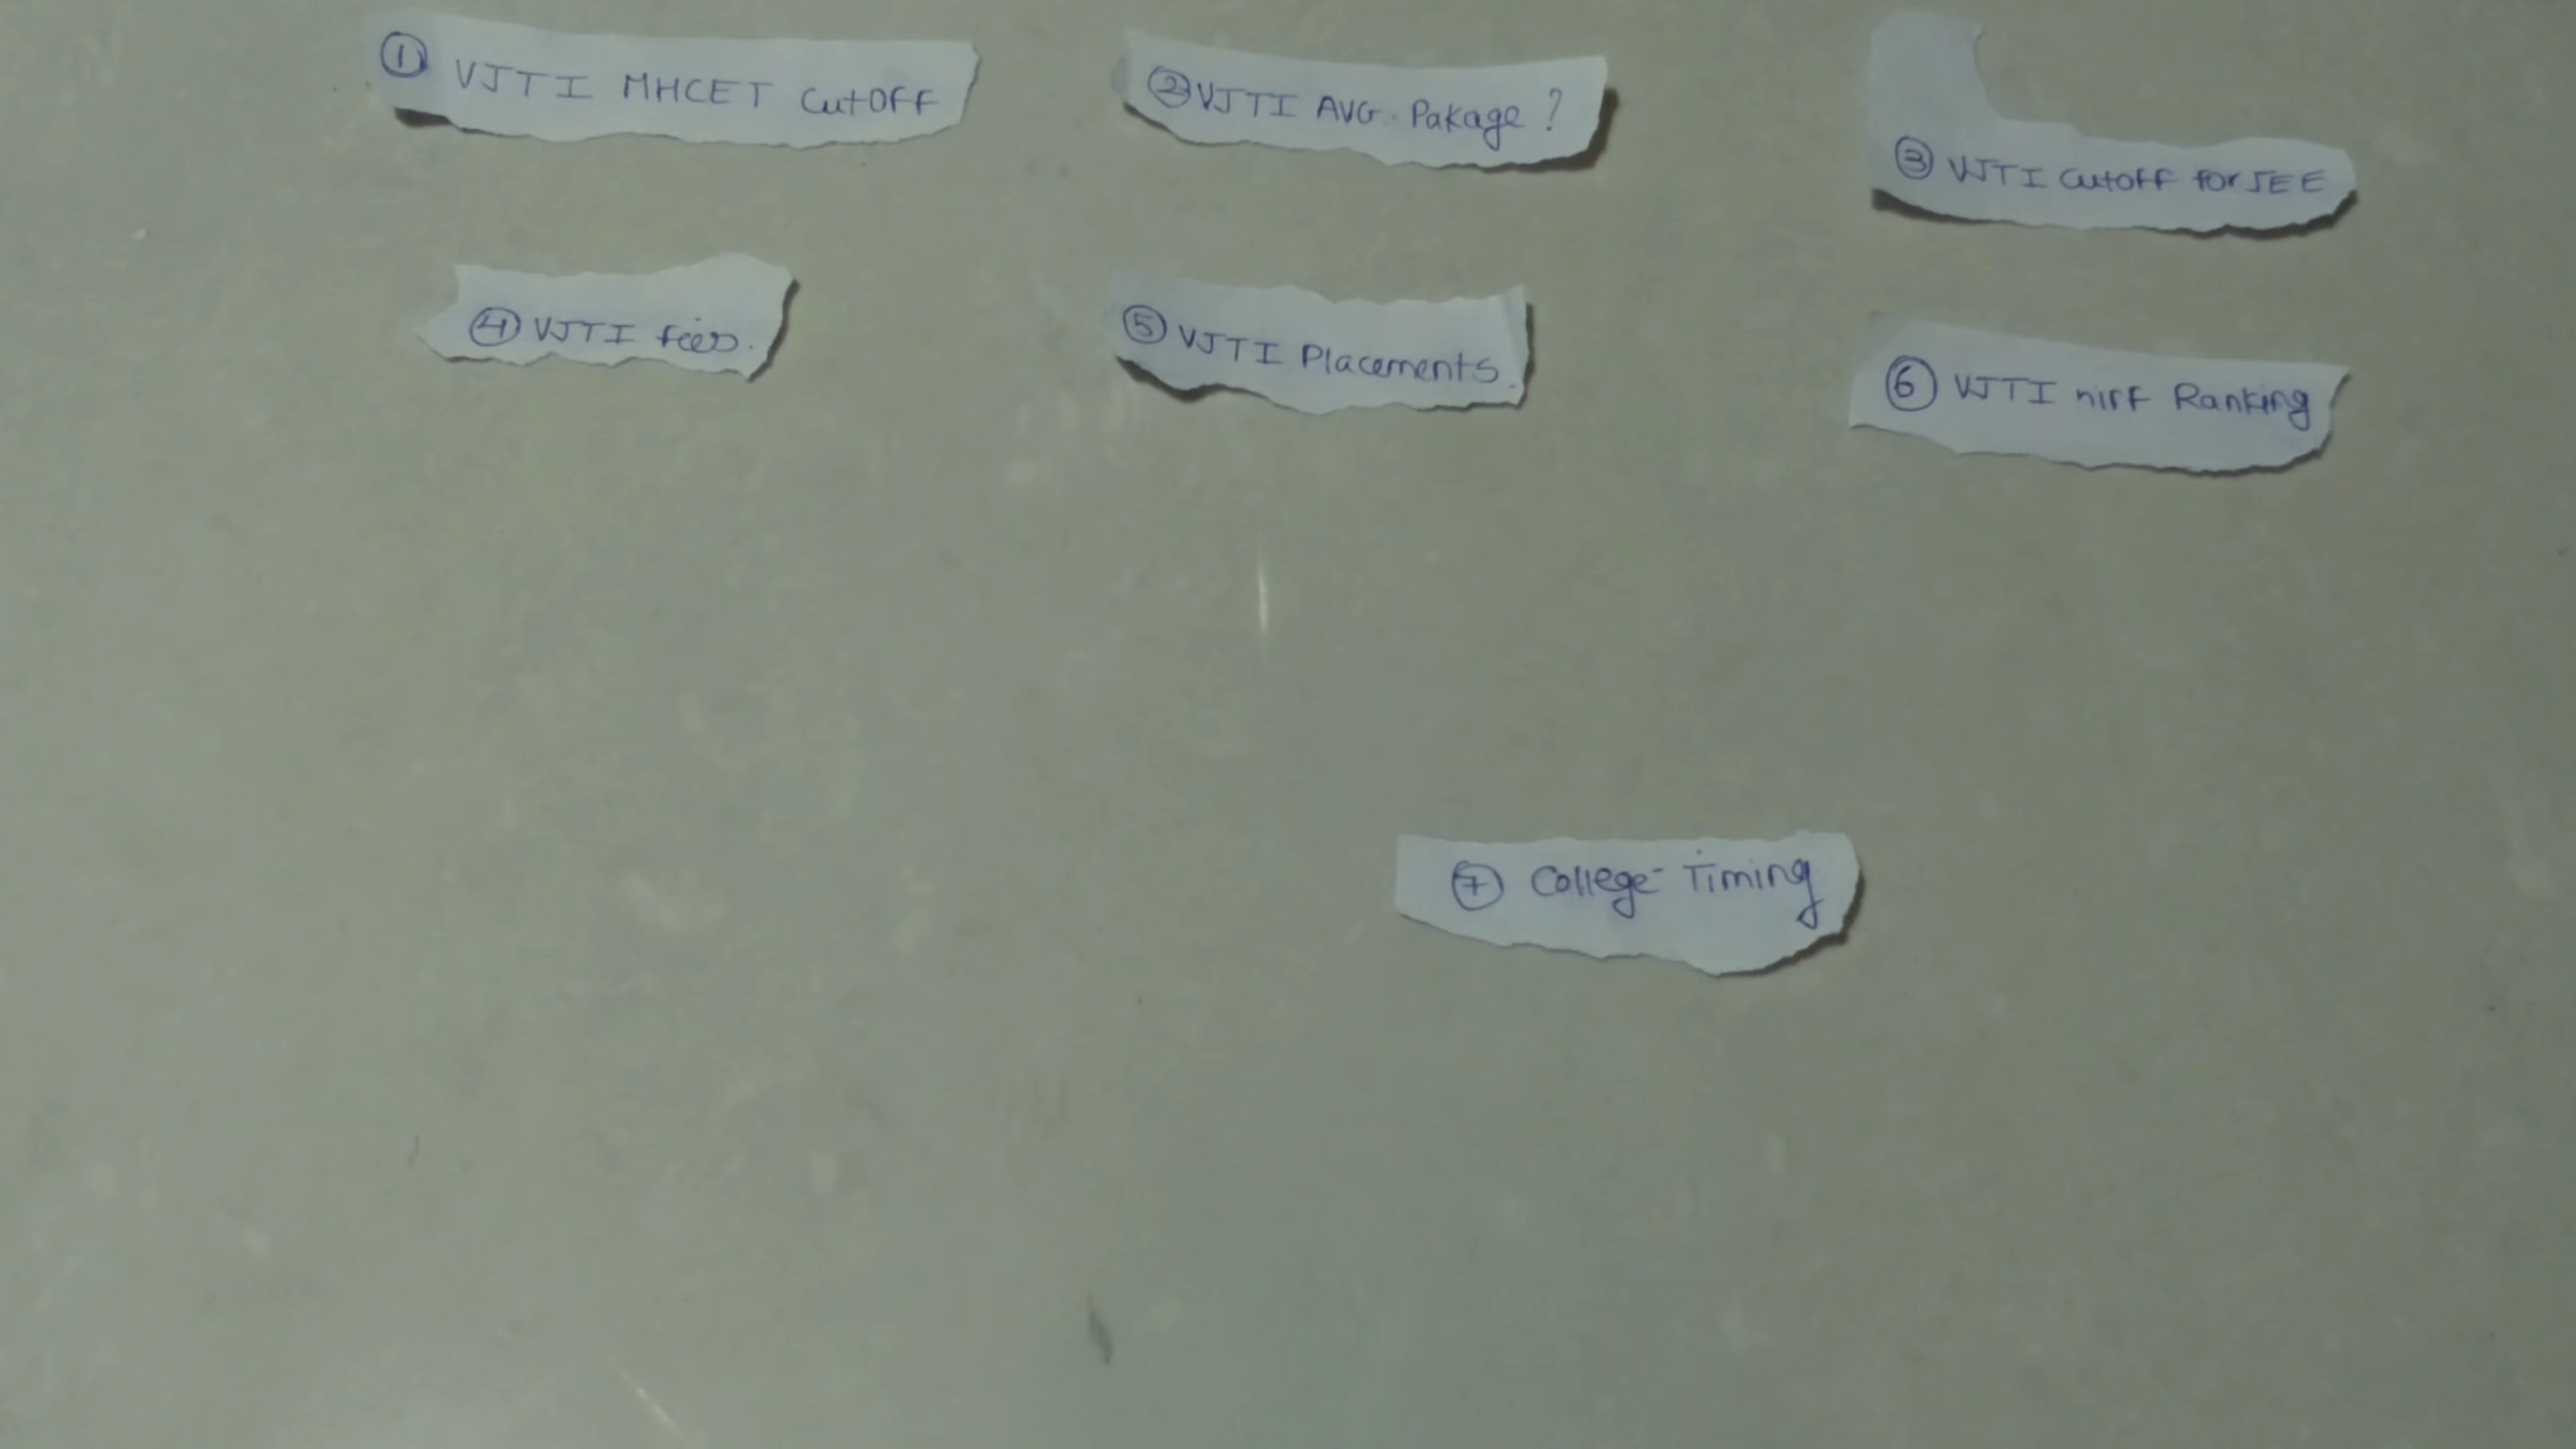 ① VJTI MHCET CutOFF
② VJTI AVG. Pakage ?
③ VJTI CutOFF for JEE
④ VJTI fees.
⑤ VJTI Placements.
⑥ VJTI nirf Ranking
⑦ College Timing